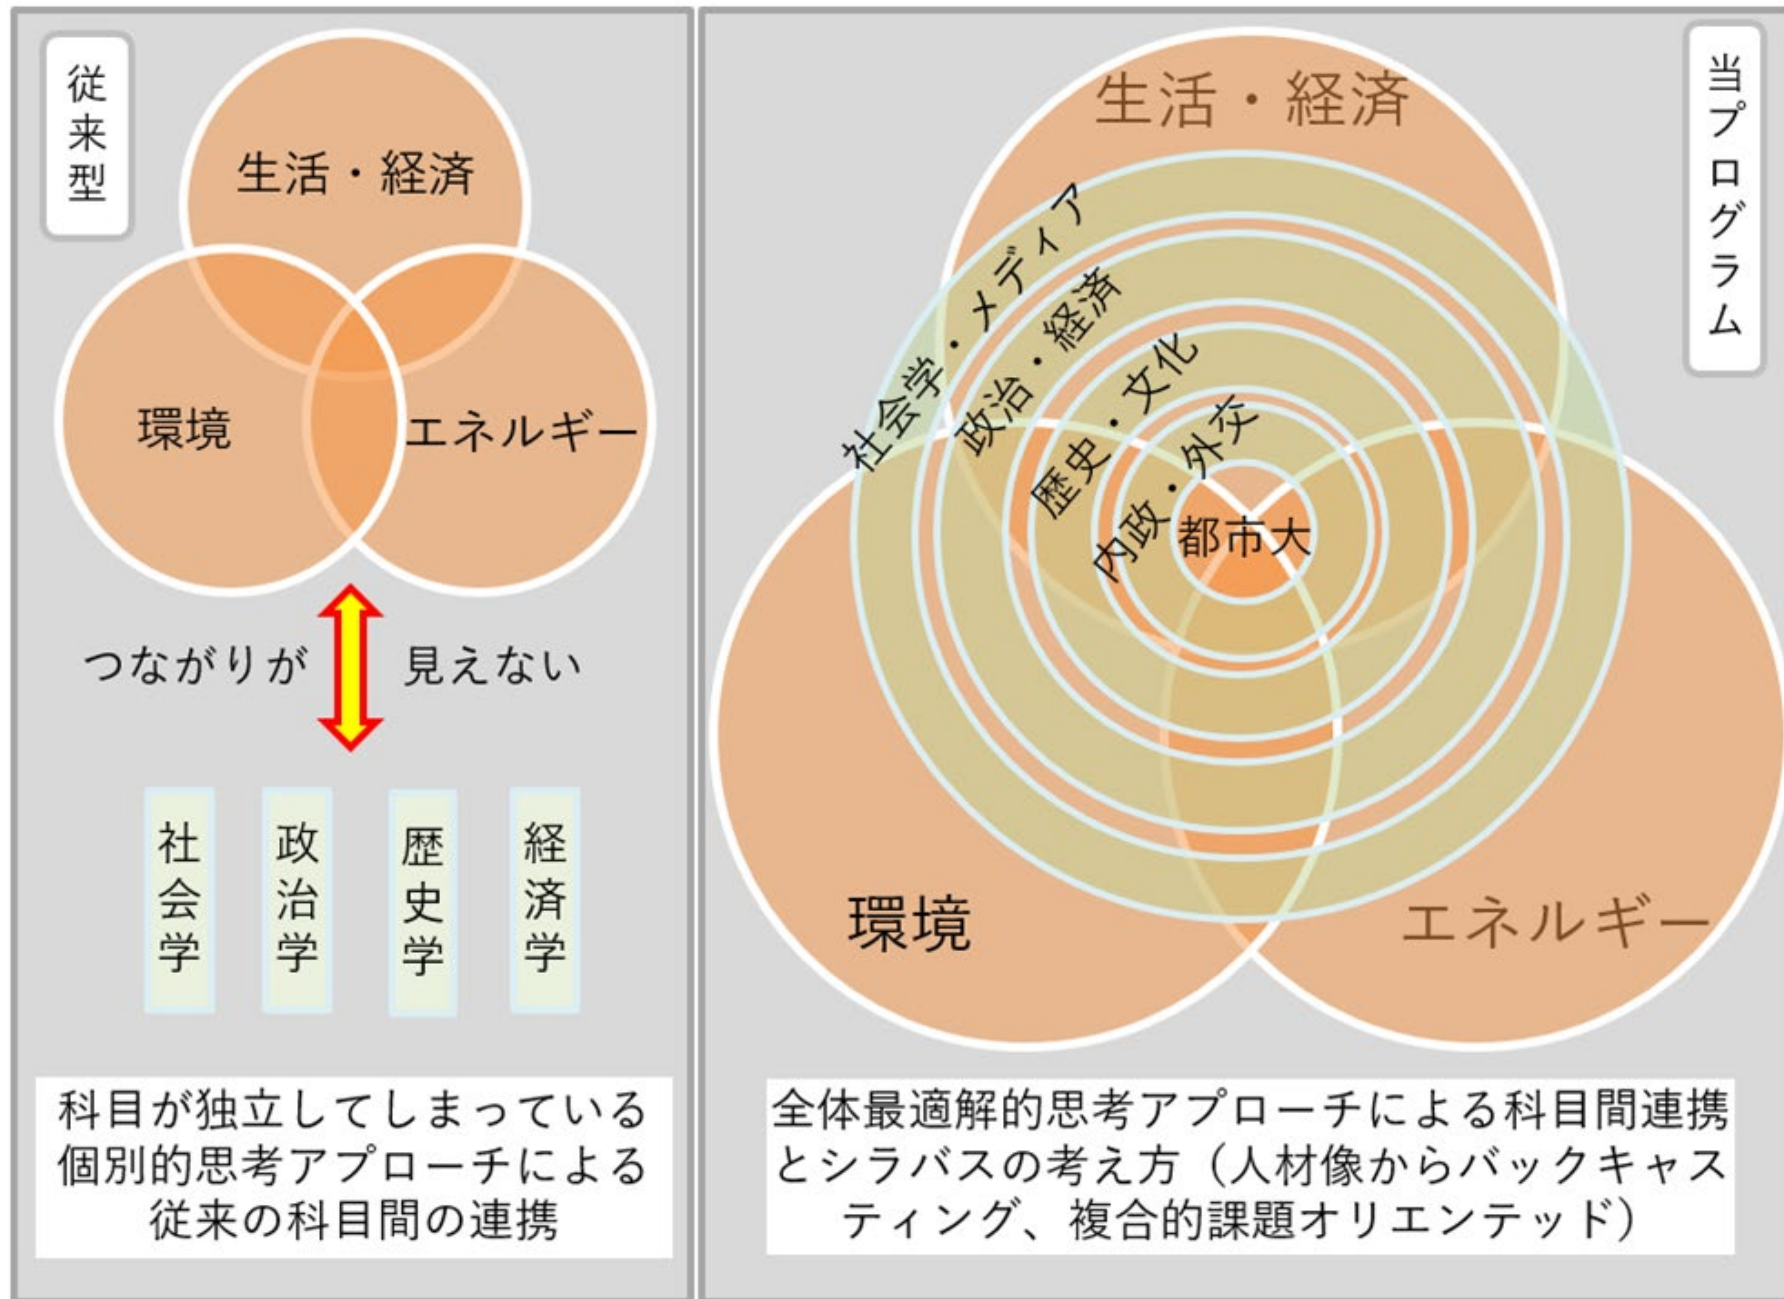 従来型
生活・経済
環境
エネルギー
つながりが
見えない
社会学
政治学
歴史学
経済学
科目が独立してしまっている
個別的思考アプローチによる
従来の科目間の連携
当プログラム
生活・経済
社会学・メディア
政治・経済
歴史・文化
内政・外交
都市大
環境
エネルギー
全体最適解的思考アプローチによる科目間連携
とシラバスの考え方（人材像からバックキャス
ティング、複合的課題オリエンテッド）